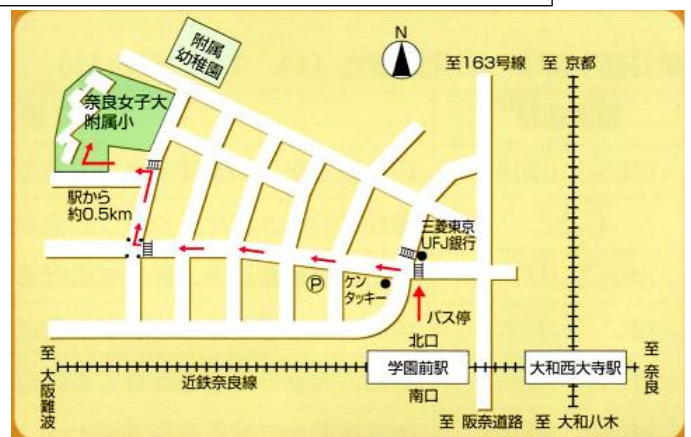 附属
幼稚園
N
至163号線
至 京都
奈良女子大
附属小
駅から
約0.5km
三菱東京
UFJ銀行
P
ケン
タッキー
バス停
北口
至 大阪難波
近鉄奈良線
学園前駅
大和西大寺駅
至 奈良
南口
至 阪奈道路
至 大和八木